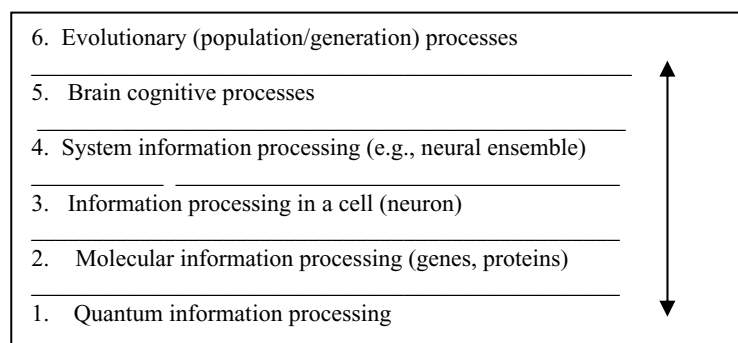 6. Evolutionary (population/generation) processes
5. Brain cognitive processes
4. System information processing (e.g., neural ensemble)
3. Information processing in a cell (neuron)
2. Molecular information processing (genes, proteins)
1. Quantum information processing